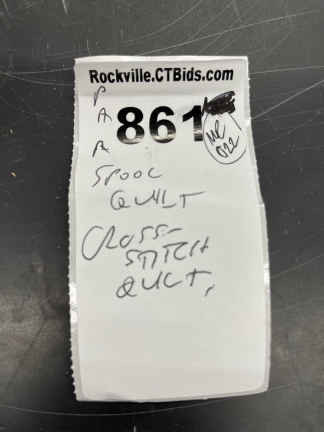 Rockville.CTBids.com
861
SPOOL
QUILT
CROSS-
STITCH
QUILT,